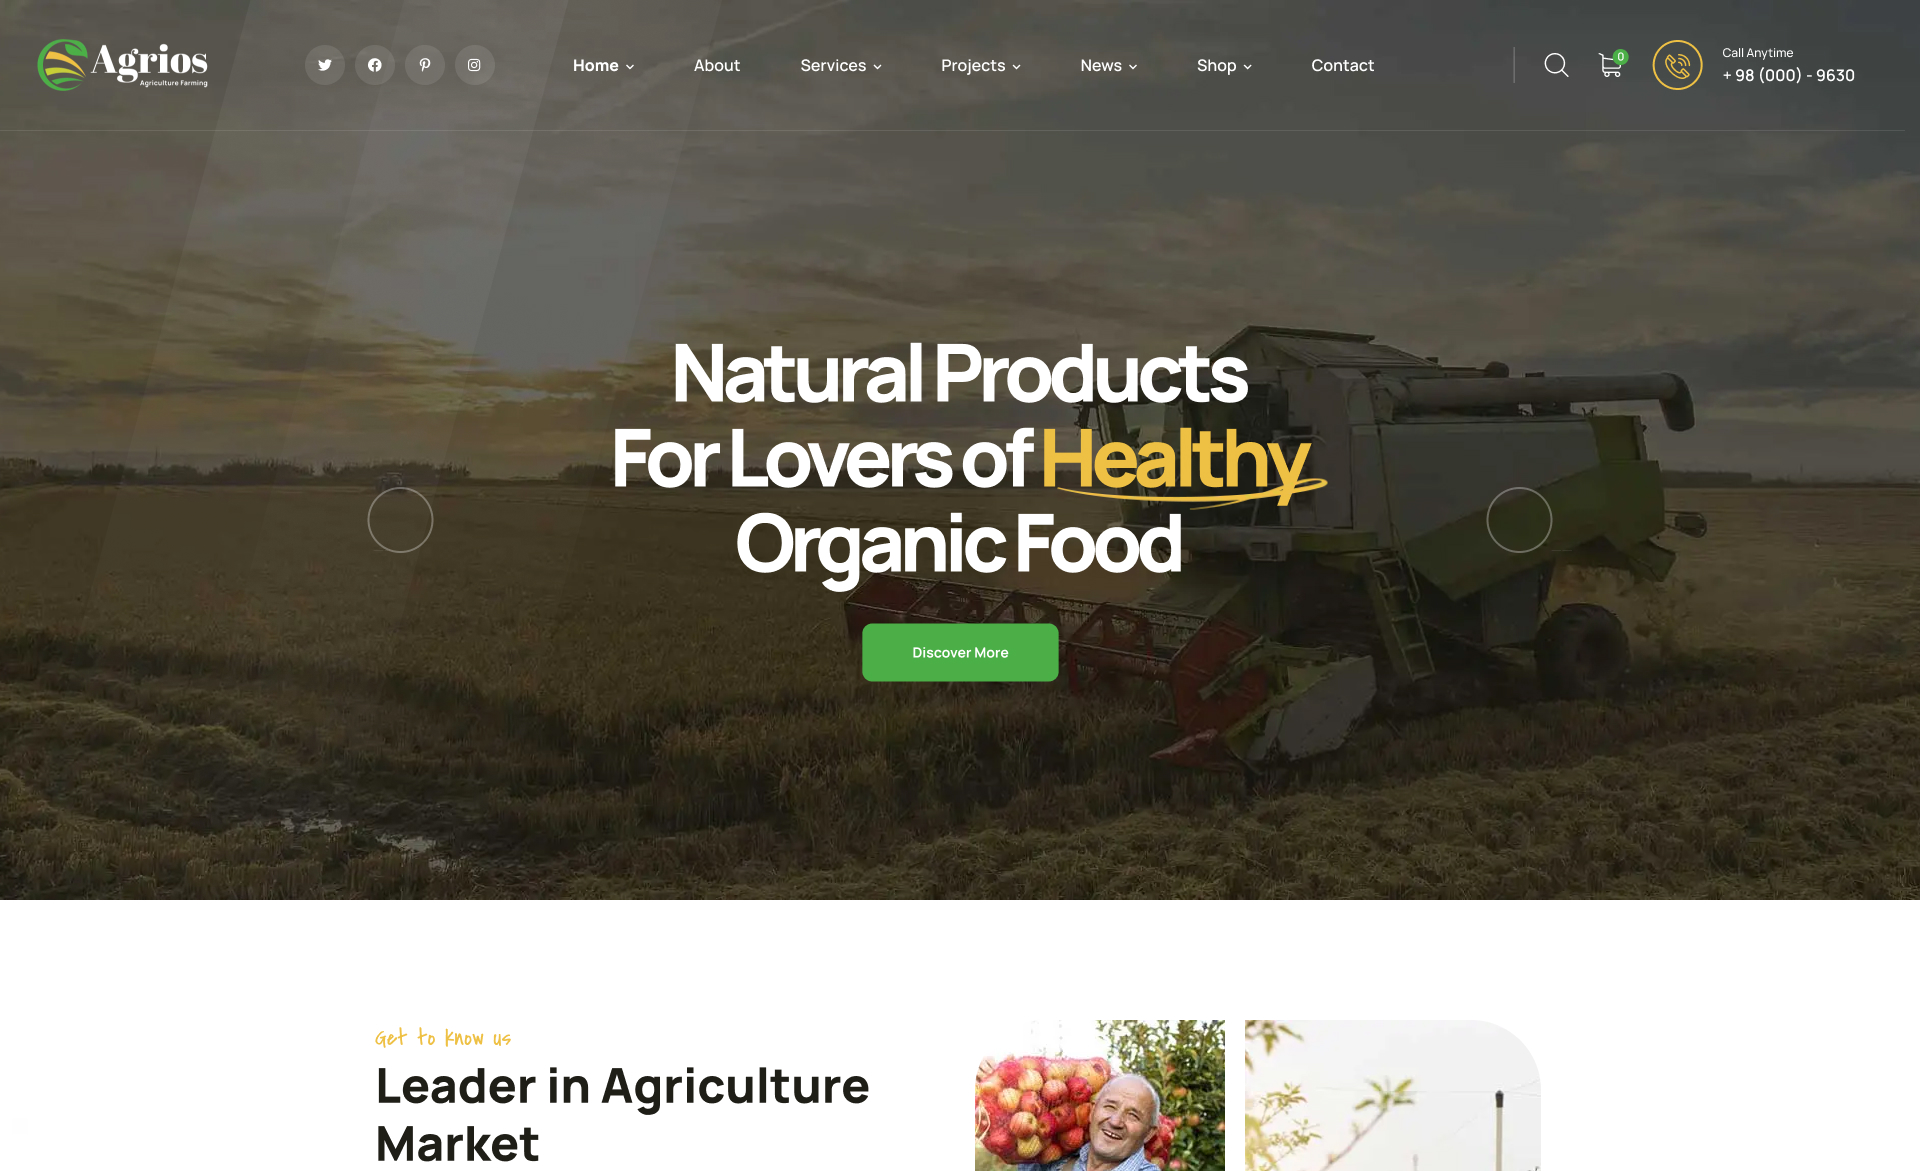 Agrios
Agriculture Farming
Home
About
Services
Projects
News
Shop
Contact
0
Call Anytime
+ 98 (000) - 9630
Natural Products
For Lovers of Healthy
Organic Food
Discover More
Get to know us
Leader in Agriculture
Market